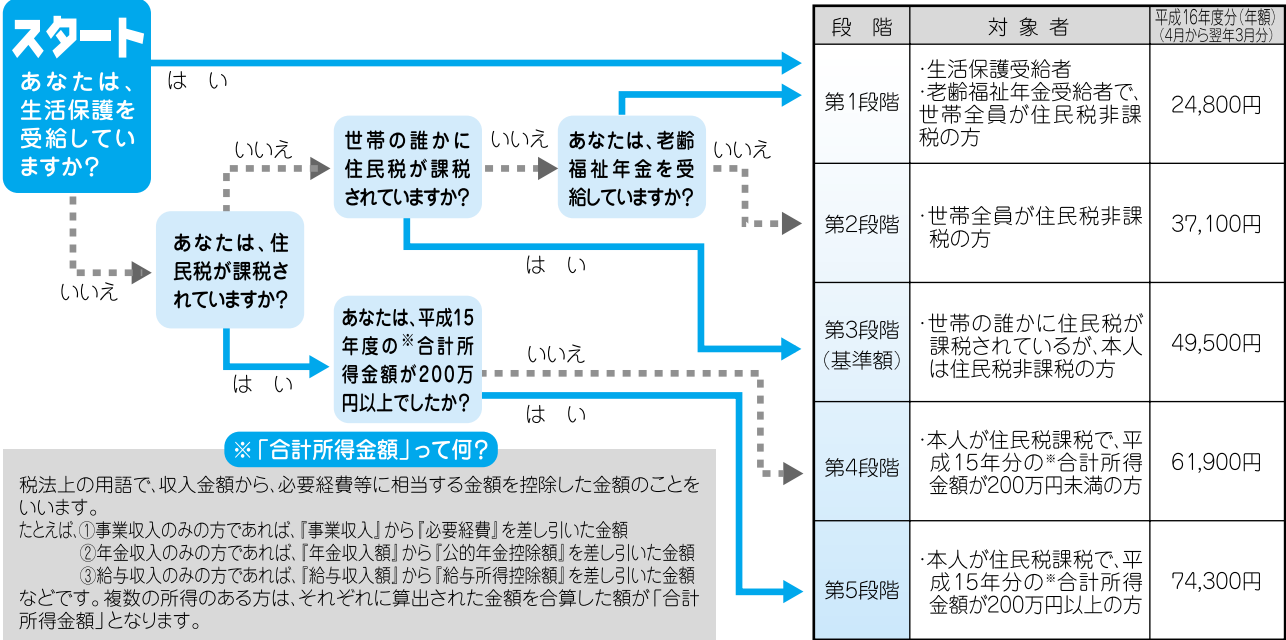 スタート
あなたは、
生活保護を
受給してい
ますか?
はい
いいえ
あなたは、住
民税が課税さ
れていますか?
いいえ
はい
世帯の誰かに
住民税が課税
されていますか?
いいえ
はい
あなたは、老齢
福祉年金を受
給していますか?
いいえ
あなたは、平成15
年度の※合計所
得金額が200万
円以上でしたか?
いいえ
はい
段階 対象者 平成16年度分(年額)
(4月から翌年3月分)
第1段階
・生活保護受給者
・老齢福祉年金受給者で、
世帯全員が住民税非課
税の方
24,800円
第2段階
・世帯全員が住民税非課
税の方
37,100円
第3段階
(基準額)
・世帯の誰かに住民税が
課税されているが、本人
は住民税非課税の方
49,500円
第4段階
・本人が住民税課税で、平
成15年分の※合計所得
金額が200万円未満の方
61,900円
第5段階
・本人が住民税課税で、平
成15年分の※合計所得
金額が200万円以上の方
74,300円
※「合計所得金額」って何?
税法上の用語で、収入金額から、必要経費等に相当する金額を控除した金額のことを
いいます。
たとえば、①事業収入のみの方であれば、『事業収入』から『必要経費』を差し引いた金額
②年金収入のみの方であれば、『年金収入額』から『公的年金控除額』を差し引いた金額
③給与収入のみの方であれば、『給与収入額』から『給与所得控除額』を差し引いた金額
などです。複数の所得のある方は、それぞれに算出された金額を合算した額が「合計
所得金額」となります。